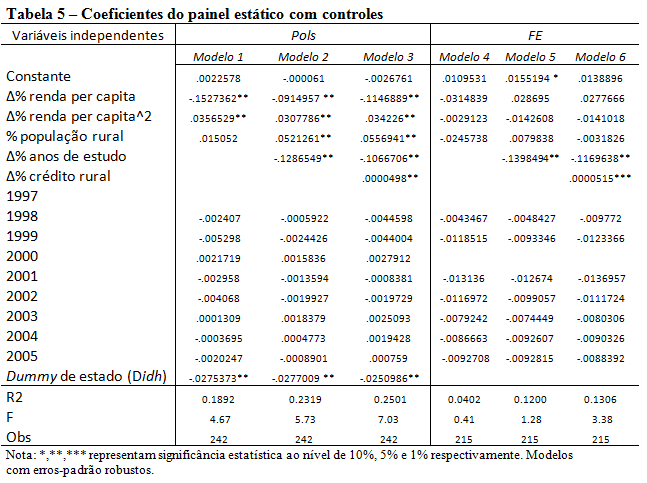 Tabela 5 – Coeficientes do painel estático com controles
Variáveis independentes Pols FE
Modelo 1 Modelo 2 Modelo 3 Modelo 4 Modelo 5 Modelo 6
Constante .0022578 -.000061 -.0026761 .0109531 .0155194 * .0138896
Δ% renda per capita -.1527362** -.0914957 ** -.1146889** -.0314839 .028695 .0277666
Δ% renda per capita^2 .0356529** .0307786** .034226** -.0029123 -.0142608 -.0141018
% população rural .015052 .0521261** .0556941** -.0245738 .0079838 -.0031826
Δ% anos de estudo -.1286549** -.1066706** -.1398494** -.1169638**
Δ% crédito rural .0000498** .0000515***
1997
1998 -.002407 -.0005922 -.0044598 -.0043467 -.0048427 -.009772
1999 -.005298 -.0024426 -.0044004 -.0118515 -.0093346 -.0123366
2000 .0021719 .0015836 .0027912
2001 -.002958 -.0013594 -.0008381 -.013136 -.012674 -.0136957
2002 -.004068 -.0019927 -.0019729 -.0116972 -.0099057 -.0111724
2003 .0001309 .0018379 .0025093 -.0079242 -.0074449 -.0080306
2004 -.0003695 .0004773 .0019428 -.0086663 -.0092607 -.0090326
2005 -.0020247 -.0008901 .000759 -.0092708 -.0092815 -.0088392
Dummy de estado (Didh) -.0275373** -.0277009 ** -.0250986**
R2 0.1892 0.2319 0.2501 0.0402 0.1200 0.1306
F 4.67 5.73 7.03 0.41 1.28 3.38
Obs 242 242 242 215 215 215
Nota: *,**,*** representam significância estatística ao nível de 10%, 5% e 1% respectivamente. Modelos
com erros-padrão robustos.